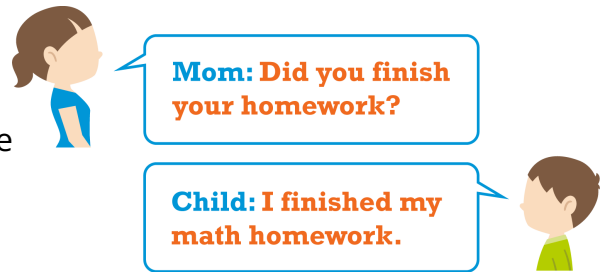 Mom: Did you finish
your homework?
e
Child: I finished my
math homework.